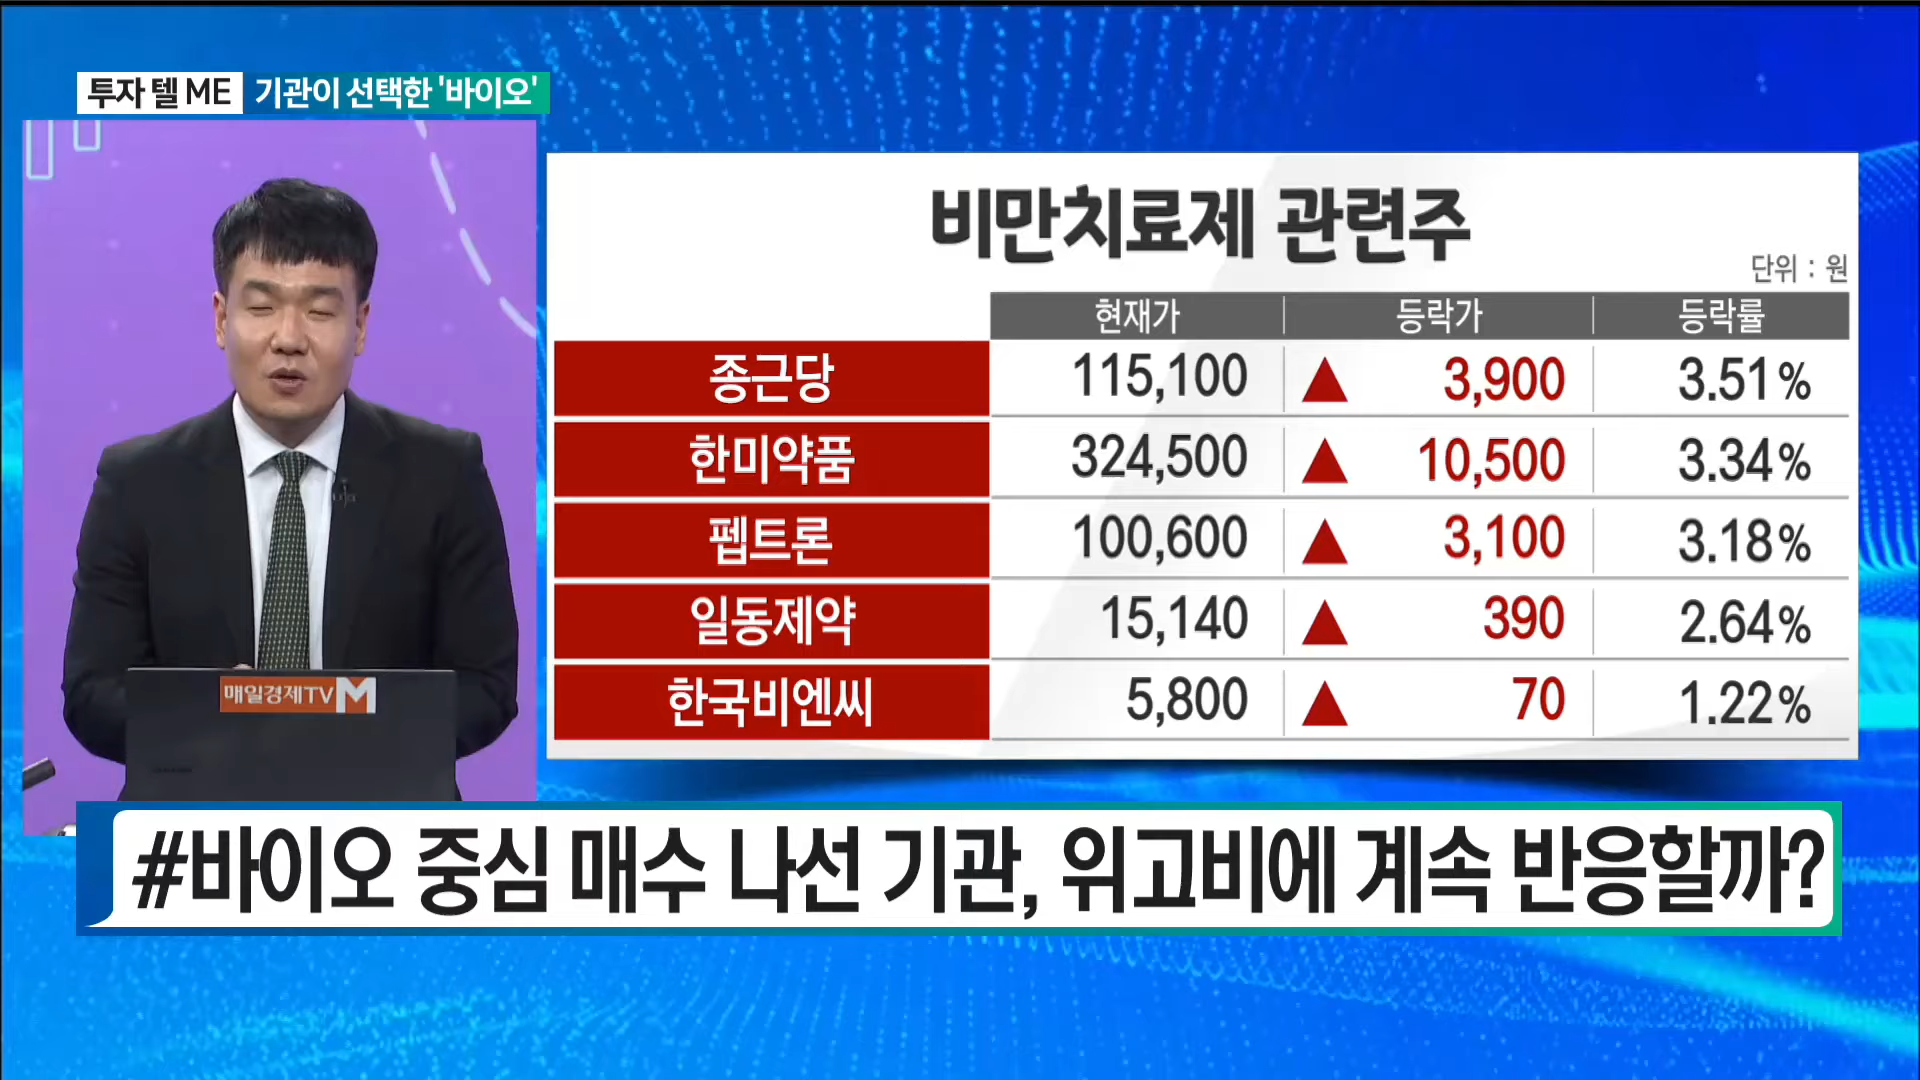 투자 텔 ME 기관이 선택한 '바이오'
비만치료제 관련주
단위 : 원
현재가 등락가 등락률
종근당 115,100 ▲ 3,900 3.51%
한미약품 324,500 ▲ 10,500 3.34%
펩트론 100,600 ▲ 3,100 3.18%
일동제약 15,140 ▲ 390 2.64%
한국비엔씨 5,800 ▲ 70 1.22%
매일경제TV M
#바이오 중심 매수 나선 기관, 위고비에 계속 반응할까?